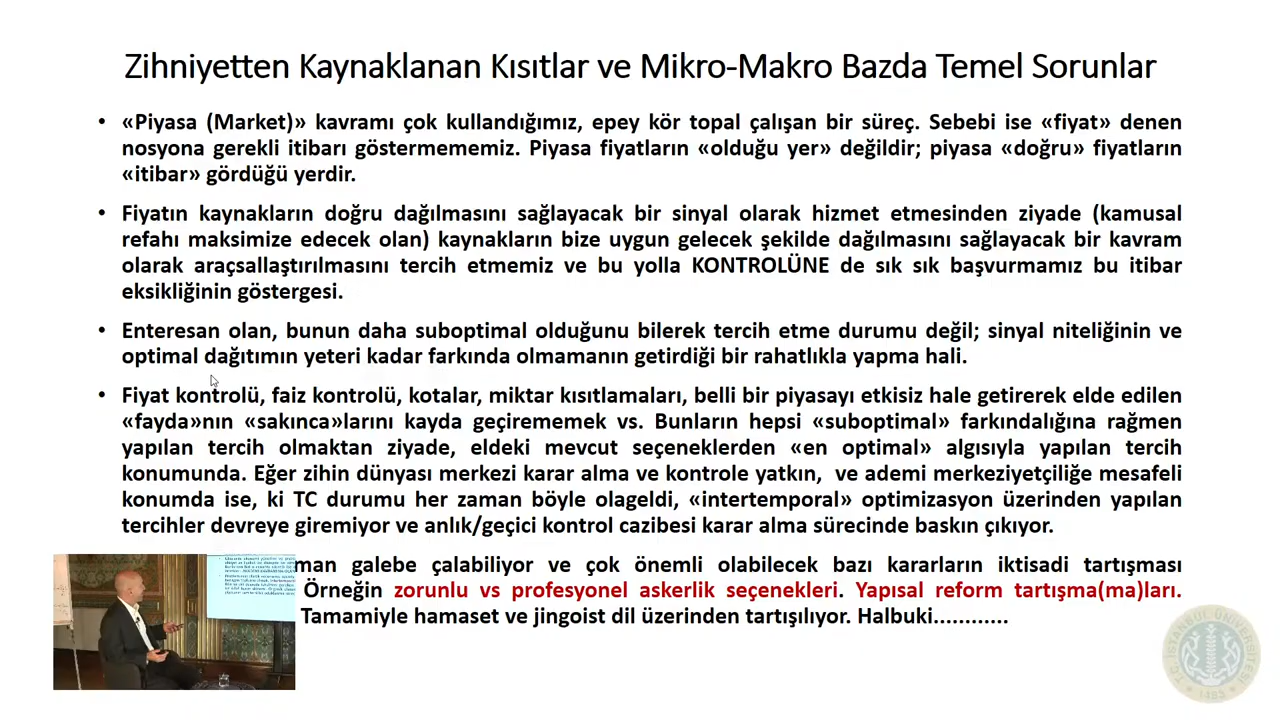 Zihniyetten Kaynaklanan Kısıtlar ve Mikro-Makro Bazda Temel Sorunlar
• «Piyasa (Market)» kavramı çok kullandığımız, epey kör topal çalışan bir süreç. Sebebi ise «fiyat» denen
nosyona gerekli itibarı göstermememiz. Piyasa fiyatların «olduğu yer» değildir; piyasa «doğru» fiyatların
«itibar» gördüğü yerdir.
• Fiyatın kaynakların doğru dağılmasını sağlayacak bir sinyal olarak hizmet etmesinden ziyade (kamusal
refahı maksimize edecek olan) kaynakların bize uygun gelecek şekilde dağılmasını sağlayacak bir kavram
olarak araçsallaştırılmasını tercih etmemiz ve bu yolla KONTROLÜNE de sık sık başvurmamız bu itibar
eksikliğinin göstergesi.
• Enteresan olan, bunun daha suboptimal olduğunu bilerek tercih etme durumu değil; sinyal niteliğinin ve
optimal dağıtımın yeteri kadar farkında olmamanın getirdiği bir rahatlıkla yapma hali.
• Fiyat kontrolü, faiz kontrolü, kotalar, miktar kısıtlamaları, belli bir piyasayı etkisiz hale getirerek elde edilen
«fayda»nın «sakınca»larını kayda geçirememek vs. Bunların hepsi «suboptimal» farkındalığına rağmen
yapılan tercih olmaktan ziyade, eldeki mevcut seçeneklerden «en optimal» algısıyla yapılan tercih
konumunda. Eğer zihin dünyası merkezi karar alma ve kontrole yatkın, ve ademi merkeziyetçiliğe mesafeli
konumda ise, ki TC durumu her zaman böyle olageldi, «intertemporal» optimizasyon üzerinden yapılan
tercihler devreye giremiyor ve anlık/geçici kontrol cazibesi karar alma sürecinde baskın çıkıyor.
man galebe çalabiliyor ve çok önemli olabilecek bazı kararların iktisadi tartışması
Örneğin zorunlu vs profesyonel askerlik seçenekleri. Yapısal reform tartışma(ma)ları.
Tamamiyle hamaset ve jingoist dil üzerinden tartışılıyor. Halbuki............
T.C. İSTANBUL ÜNİVERSİTESİ
1453